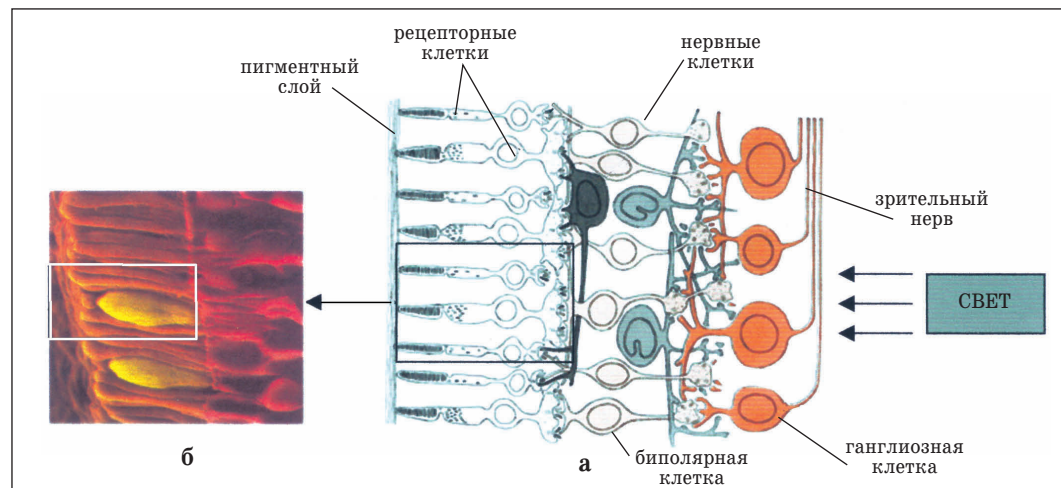 рецепторные
клетки
пигментный
слой
нервные
клетки
зрительный
нерв
СВЕТ
б
а
биполярная
клетка
ганглиозная
клетка